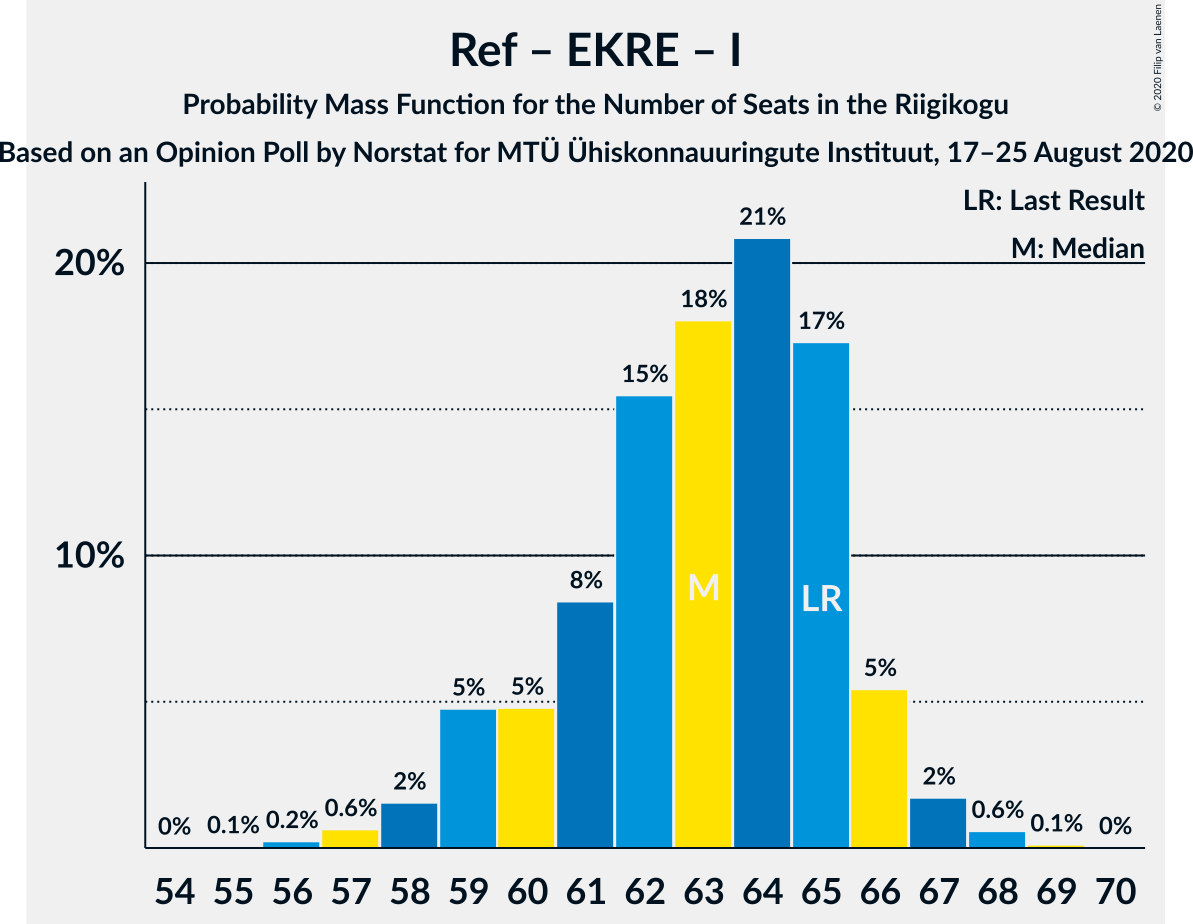 Ref – EKRE – I
Probability Mass Function for the Number of Seats in the Riigikogu
Based on an Opinion Poll by Norstat for MTÜ Ühiskonnauuringute Instituut, 17–25 August 2020
© 2020 Filip van Laenen
LR: Last Result
M: Median
20%
10%
0% 0.1% 0.2% 0.6% 2% 5% 5% 8% 15% 18% 21% 17% 5% 2% 0.6% 0.1% 0%
M LR
54 55 56 57 58 59 60 61 62 63 64 65 66 67 68 69 70